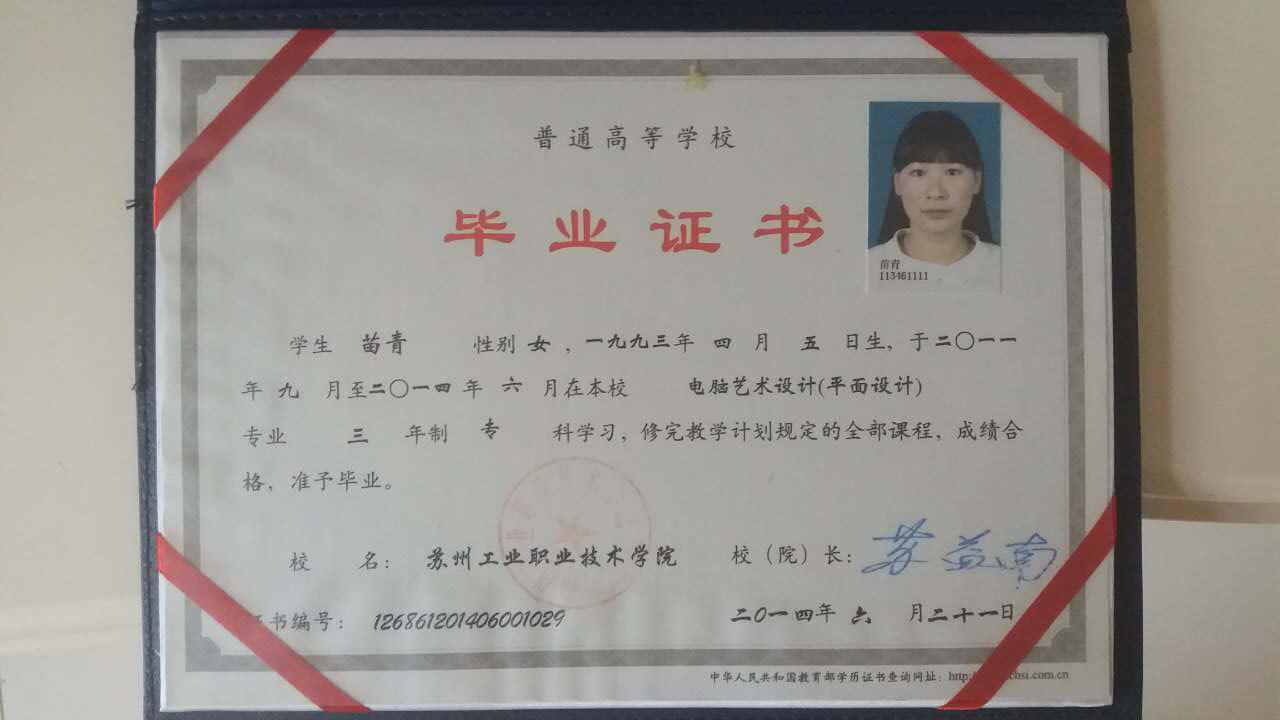 普通高等学校
毕业证书
苗青
113461111
学生 苗青 性别 女 ，一九九三年 四 月 五 日生，于二〇一一
年 九 月至二〇一四年 六 月在本校 电脑艺术设计(平面设计)
专业 三 年制 专 科学习，修完教学计划规定的全部课程，成绩合
格，准予毕业。
校 名： 苏州工业职业技术学院 校（院）长： 苏益南
书编号： 126861201406001029 二〇一四年 六 月二十一日
中华人民共和国教育部学历证书查询网址：http:// chsi.com.cn